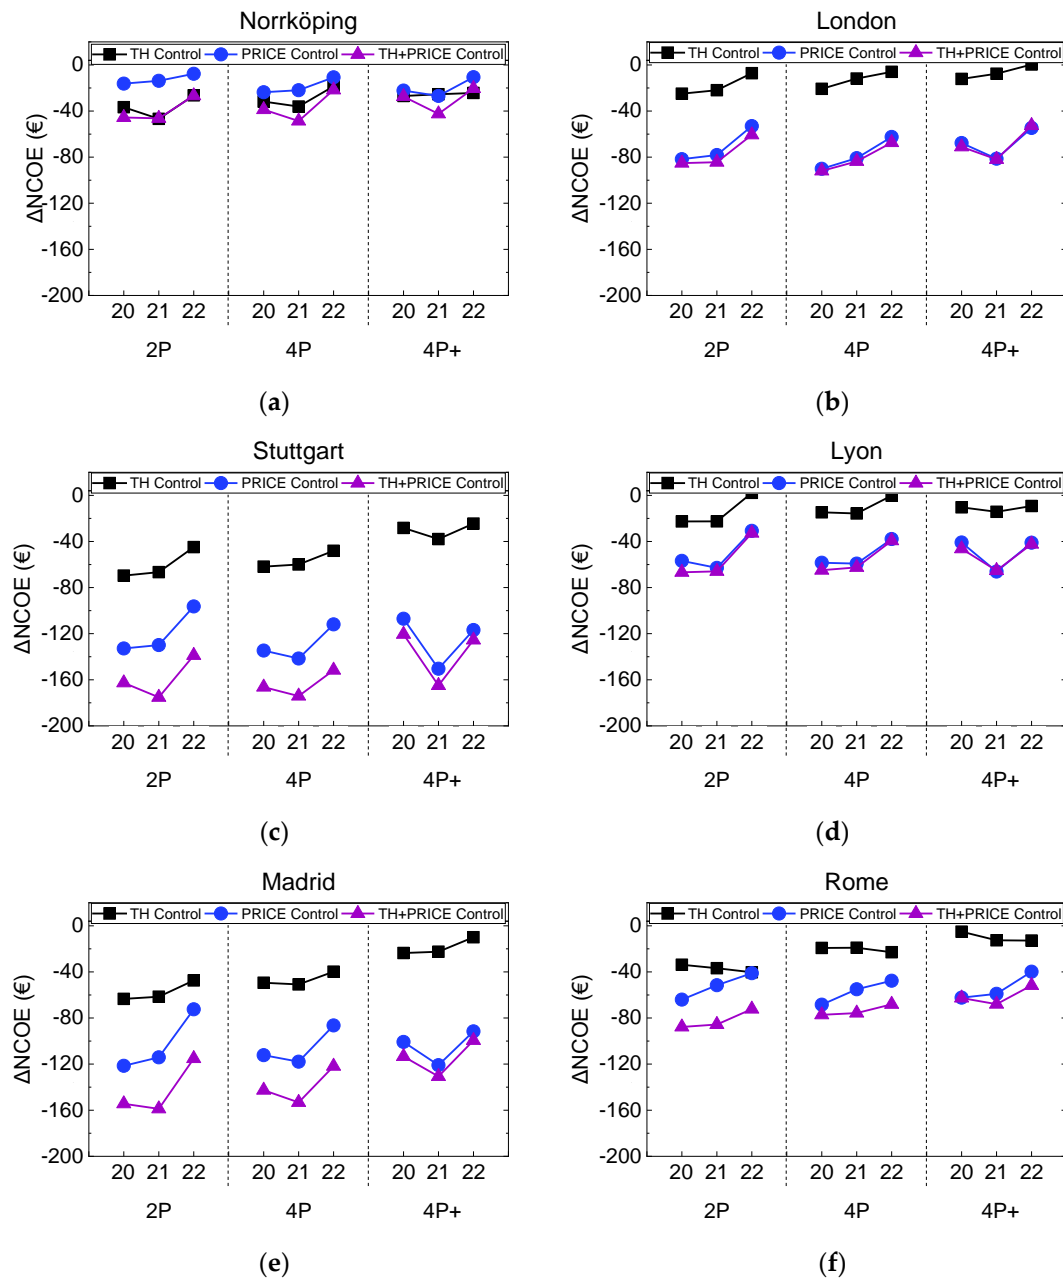 Norrköping
TH Control PRICE Control TH+PRICE Control
0
-40
-80
-120
-160
-200
ΔNCOE (€)
20 21 22 20 21 22 20 21 22
2P 4P 4P+
(a)
London
TH Control PRICE Control TH+PRICE Control
0
-40
-80
-120
-160
-200
ΔNCOE (€)
20 21 22 20 21 22 20 21 22
2P 4P 4P+
(b)
Stuttgart
TH Control PRICE Control TH+PRICE Control
0
-40
-80
-120
-160
-200
ΔNCOE (€)
20 21 22 20 21 22 20 21 22
2P 4P 4P+
(c)
Lyon
TH Control PRICE Control TH+PRICE Control
0
-40
-80
-120
-160
-200
ΔNCOE (€)
20 21 22 20 21 22 20 21 22
2P 4P 4P+
(d)
Madrid
TH Control PRICE Control TH+PRICE Control
0
-40
-80
-120
-160
-200
ΔNCOE (€)
20 21 22 20 21 22 20 21 22
2P 4P 4P+
(e)
Rome
TH Control PRICE Control TH+PRICE Control
0
-40
-80
-120
-160
-200
ΔNCOE (€)
20 21 22 20 21 22 20 21 22
2P 4P 4P+
(f)